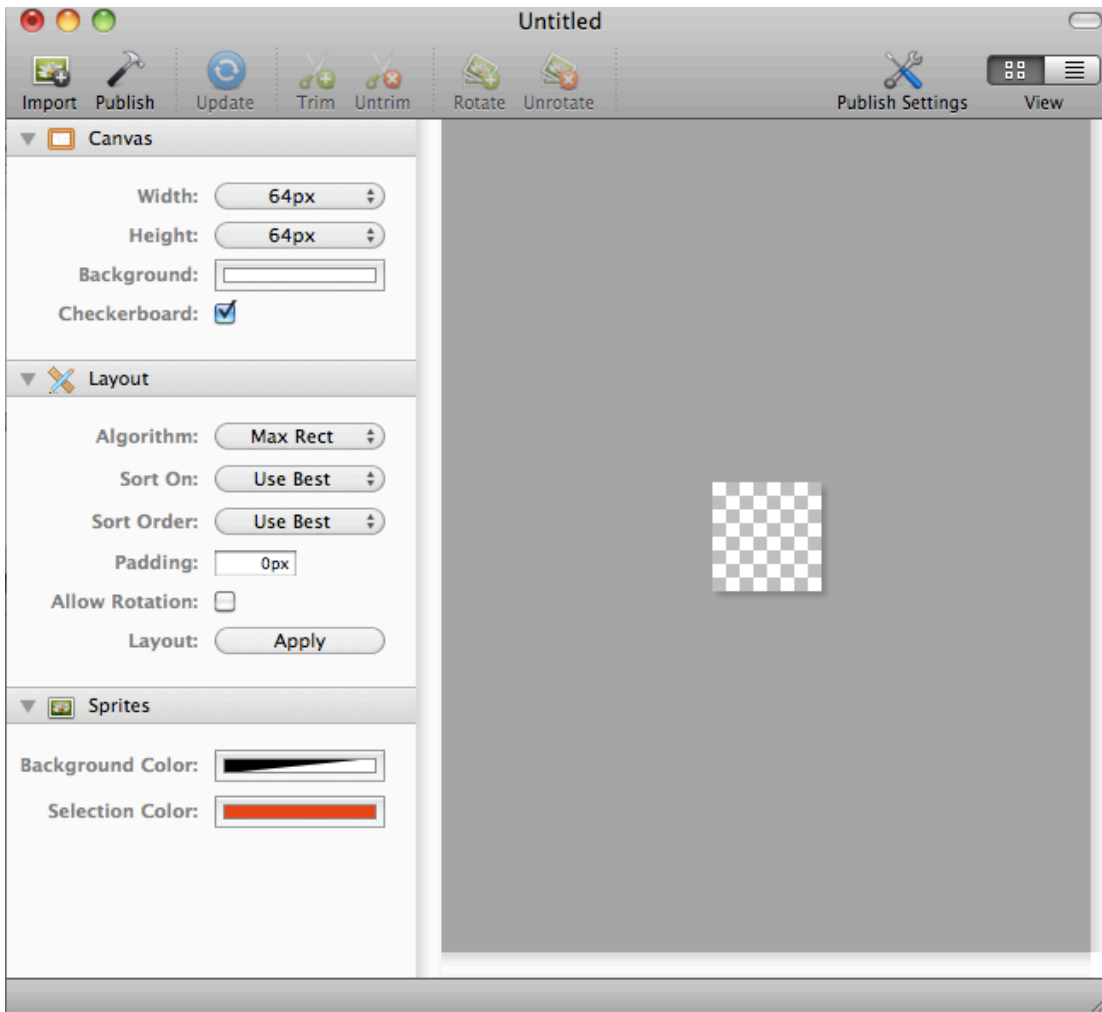 Untitled
Import Publish Update Trim Untrim Rotate Unrotate Publish Settings View
Canvas
Width: 64px
Height: 64px
Background:
Checkerboard:
Layout
Algorithm: Max Rect
Sort On: Use Best
Sort Order: Use Best
Padding: 0px
Allow Rotation:
Layout: Apply
Sprites
Background Color:
Selection Color: